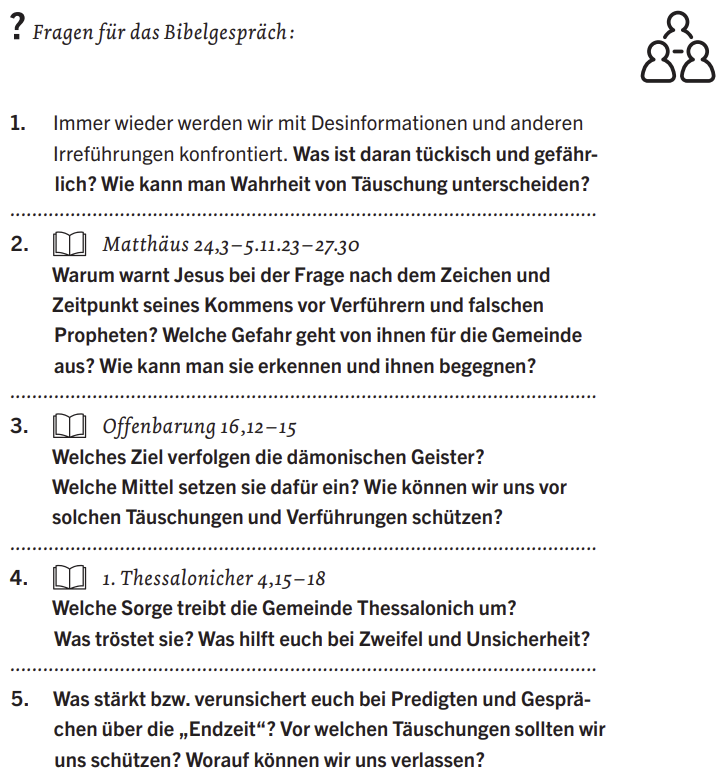 ? Fragen für das Bibelgespräch:
1. Immer wieder werden wir mit Desinformationen und anderen
Irreführungen konfrontiert. Was ist daran tückisch und gefähr-
lich? Wie kann man Wahrheit von Täuschung unterscheiden?
2. Matthäus 24,3–5.11.23–27.30
Warum warnt Jesus bei der Frage nach dem Zeichen und
Zeitpunkt seines Kommens vor Verführern und falschen
Propheten? Welche Gefahr geht von ihnen für die Gemeinde
aus? Wie kann man sie erkennen und ihnen begegnen?
3. Offenbarung 16,12–15
Welches Ziel verfolgen die dämonischen Geister?
Welche Mittel setzen sie dafür ein? Wie können wir uns vor
solchen Täuschungen und Verführungen schützen?
4. 1. Thessalonicher 4,15–18
Welche Sorge treibt die Gemeinde Thessalonich um?
Was tröstet sie? Was hilft euch bei Zweifel und Unsicherheit?
5. Was stärkt bzw. verunsichert euch bei Predigten und Gesprä-
chen über die „Endzeit“? Vor welchen Täuschungen sollten wir
uns schützen? Worauf können wir uns verlassen?